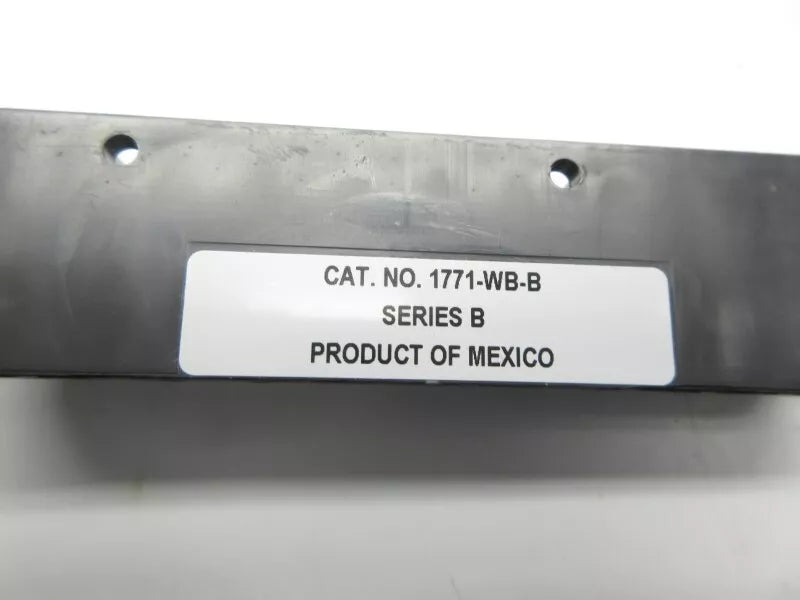 CAT. NO. 1771-WB-B
SERIES B
PRODUCT OF MEXICO